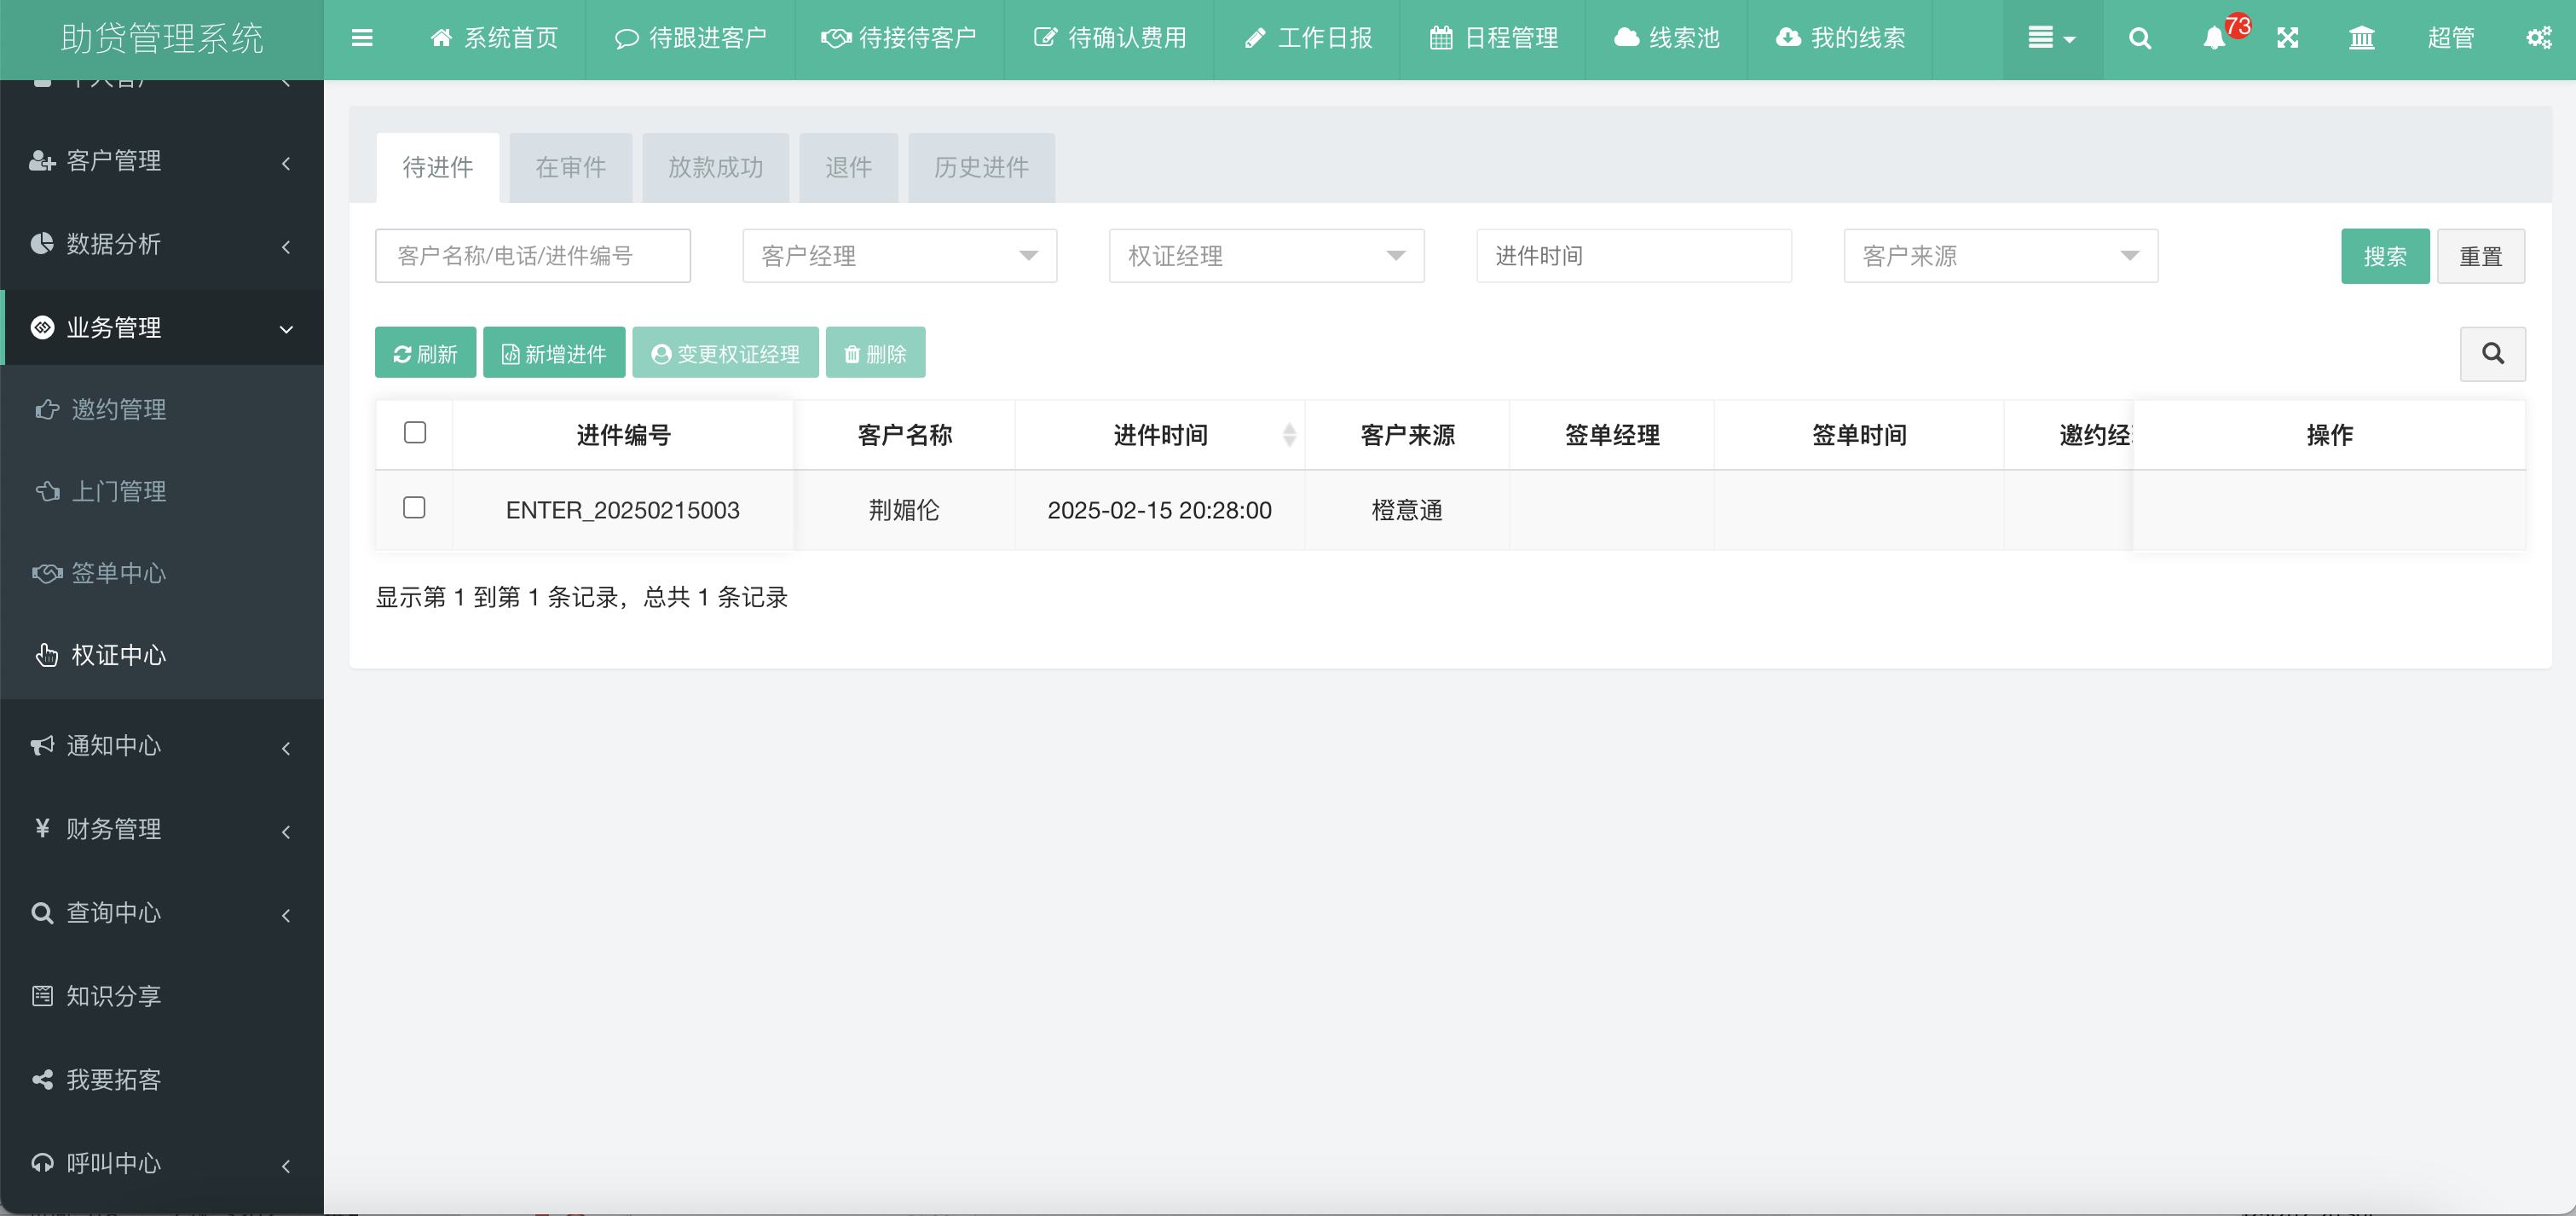 助贷管理系统
系统首页
待跟进客户
待接待客户
待确认费用
工作日报
日程管理
线索池
我的线索
73
超管
客户管理
数据分析
业务管理
邀约管理
上门管理
签单中心
权证中心
通知中心
财务管理
查询中心
知识分享
我要拓客
呼叫中心
待进件
在审件
放款成功
退件
历史进件
客户名称/电话/进件编号
客户经理
权证经理
进件时间
客户来源
搜索
重置
刷新
新增进件
变更权证经理
删除
进件编号
客户名称
进件时间
客户来源
签单经理
签单时间
邀约经
操作
ENTER_20250215003
荆媚伦
2025-02-15 20:28:00
橙意通
显示第 1 到第 1 条记录，总共 1 条记录